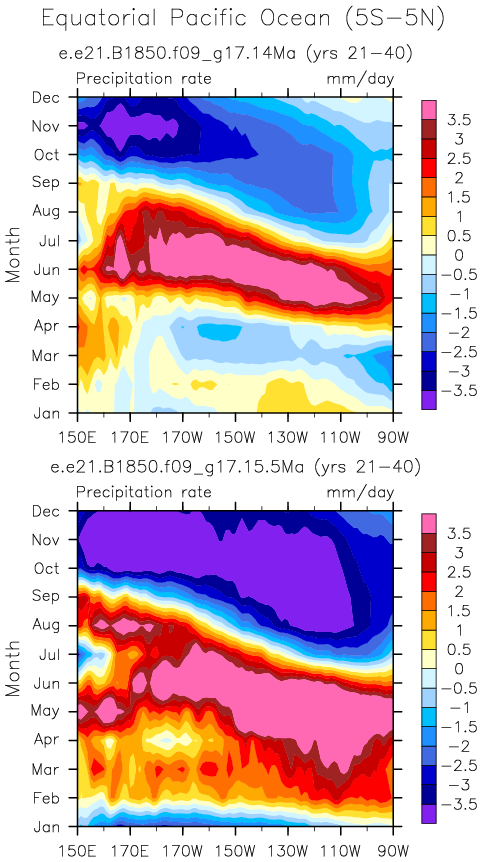 Equatorial Pacific Ocean (5S-5N)
e.e21.B1850.f09_g17.14Ma (yrs 21-40)
Precipitation rate mm/day
Dec
Nov
Oct
Sep
Aug
Jul
Jun
May
Apr
Mar
Feb
Jan
Month
150E 170E 170W 150W 130W 110W 90W
3.5
3
2.5
2
1.5
1
0.5
0
-0.5
-1
-1.5
-2
-2.5
-3
-3.5
e.e21.B1850.f09_g17.15.5Ma (yrs 21-40)
Precipitation rate mm/day
Dec
Nov
Oct
Sep
Aug
Jul
Jun
May
Apr
Mar
Feb
Jan
Month
150E 170E 170W 150W 130W 110W 90W
3.5
3
2.5
2
1.5
1
0.5
0
-0.5
-1
-1.5
-2
-2.5
-3
-3.5